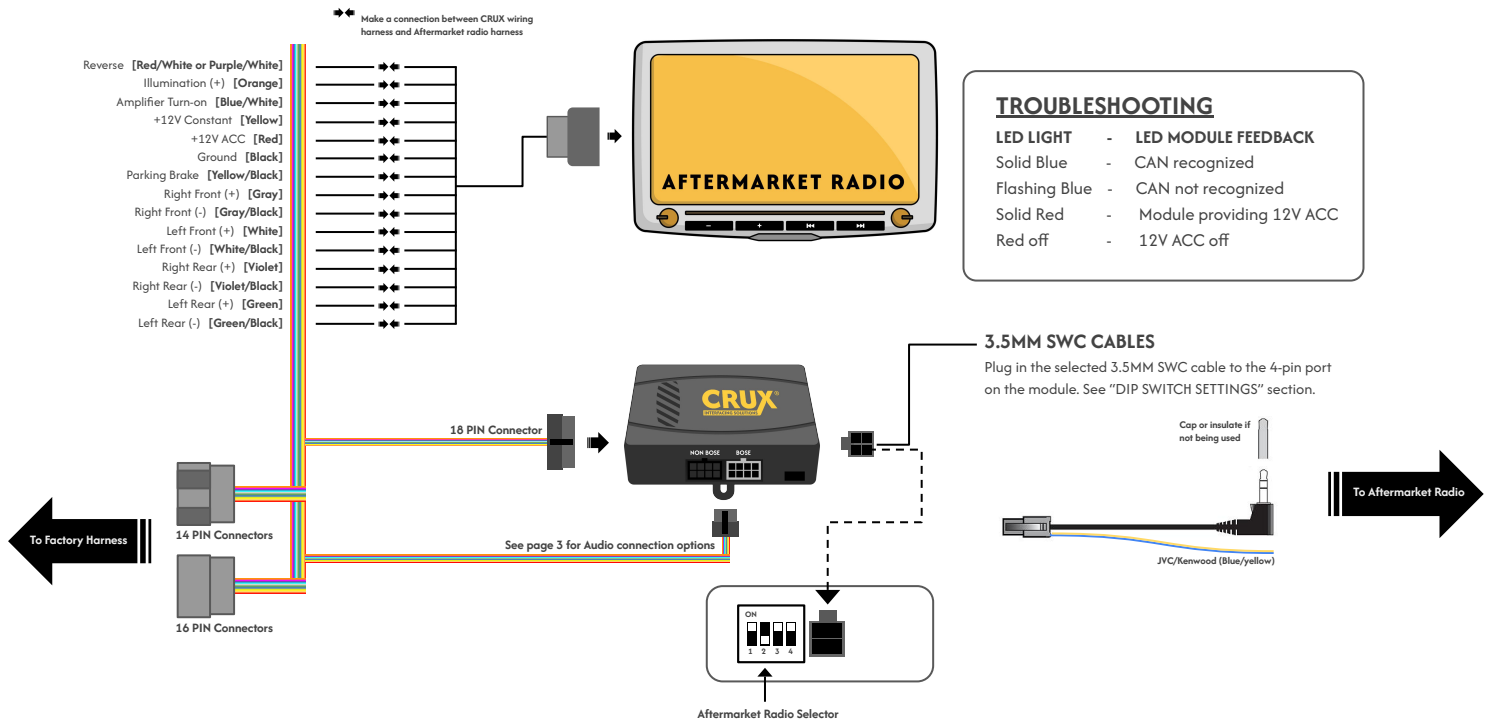 Make a connection between CRUX wiring
harness and Aftermarket radio harness
Reverse [Red/White or Purple/White]
Illumination (+) [Orange]
Amplifier Turn-on [Blue/White]
+12V Constant [Yellow]
+12V ACC [Red]
Ground [Black]
Parking Brake [Yellow/Black]
Right Front (+) [Gray]
Right Front (-) [Gray/Black]
Left Front (+) [White]
Left Front (-) [White/Black]
Right Rear (+) [Violet]
Right Rear (-) [Violet/Black]
Left Rear (+) [Green]
Left Rear (-) [Green/Black]
AFTERMARKET RADIO
TROUBLESHOOTING
LED LIGHT - LED MODULE FEEDBACK
Solid Blue - CAN recognized
Flashing Blue - CAN not recognized
Solid Red - Module providing 12V ACC
Red off - 12V ACC off
3.5MM SWC CABLES
Plug in the selected 3.5MM SWC cable to the 4-pin port
on the module. See "DIP SWITCH SETTINGS" section.
18 PIN Connector
CRUX®
INTERFACING SOLUTIONS
NON BOSE BOSE
Cap or insulate if
not being used
To Aftermarket Radio
JVC/Kenwood (Blue/yellow)
To Factory Harness
14 PIN Connectors
See page 3 for Audio connection options
16 PIN Connectors
ON
1 2 3 4
Aftermarket Radio Selector